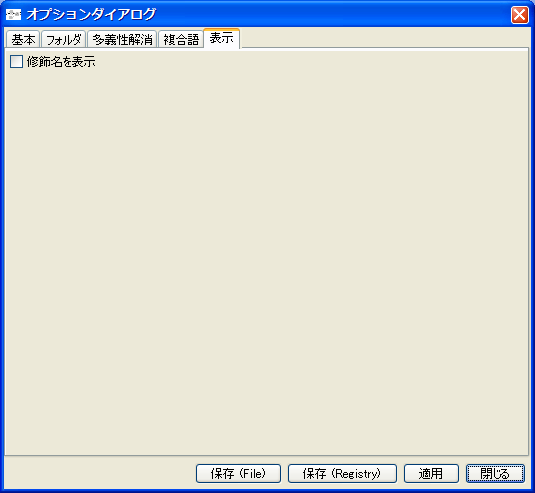 オプションダイアログ
基本 フォルダ 多義性解消 複合語 表示
修飾名を表示
保存 (File) 保存 (Registry) 適用 閉じる